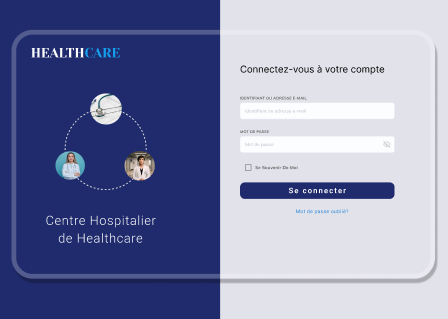 HEALTHCARE
Centre Hospitalier
de Healthcare
Connectez-vous à votre compte
IDENTIFIANT OU ADRESSE E-MAIL
Identifiant ou adresse e-mail
MOT DE PASSE
Mot de passe
Se Souvenir De Moi
Se connecter
Mot de passe oublié?